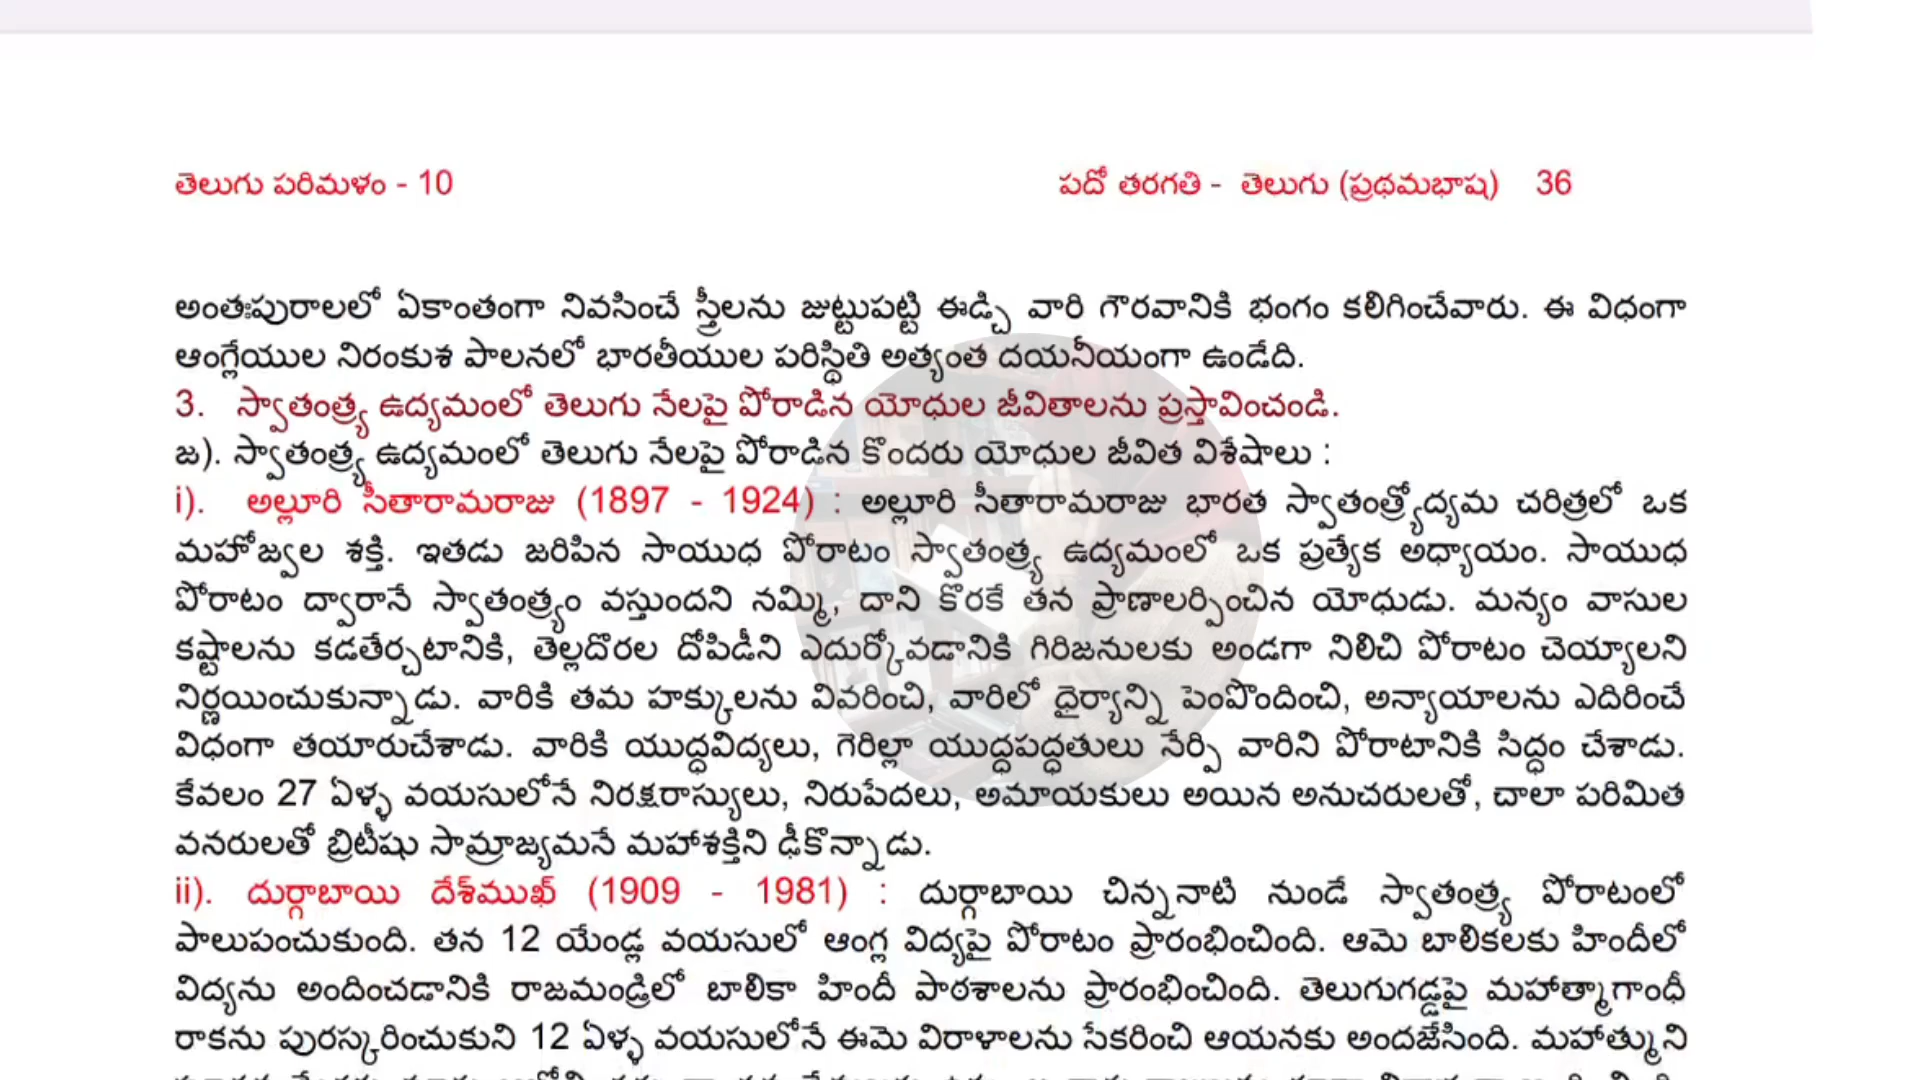 తెలుగు పరిమళం - 10
పదో తరగతి - తెలుగు (ప్రథమభాష) 36
అంతఃపురాలలో ఏకాంతంగా నివసించే స్త్రీలను జుట్టుపట్టి ఈడ్చి వారి గౌరవానికి భంగం కలిగించేవారు. ఈ విధంగా
ఆంగ్లేయుల నిరంకుశ పాలనలో భారతీయుల పరిస్థితి అత్యంత దయనీయంగా ఉండేది.
3. స్వాతంత్ర్య ఉద్యమంలో తెలుగు నేలపై పోరాడిన యోధుల జీవితాలను ప్రస్తావించండి.
జ). స్వాతంత్ర్య ఉద్యమంలో తెలుగు నేలపై పోరాడిన కొందరు యోధుల జీవిత విశేషాలు :
i). అల్లూరి సీతారామరాజు (1897 - 1924) : అల్లూరి సీతారామరాజు భారత స్వాతంత్ర్యోద్యమ చరిత్రలో ఒక
మహోజ్వల శక్తి. ఇతడు జరిపిన సాయుధ పోరాటం స్వాతంత్ర్య ఉద్యమంలో ఒక ప్రత్యేక అధ్యాయం. సాయుధ
పోరాటం ద్వారానే స్వాతంత్ర్యం వస్తుందని నమ్మి, దాని కొరకే తన ప్రాణాలర్పించిన యోధుడు. మన్యం వాసుల
కష్టాలను కడతేర్చటానికి, తెల్లదొరల దోపిడీని ఎదుర్కోవడానికి గిరిజనులకు అండగా నిలిచి పోరాటం చెయ్యాలని
నిర్ణయించుకున్నాడు. వారికి తమ హక్కులను వివరించి, వారిలో ధైర్యాన్ని పెంపొందించి, అన్యాయాలను ఎదిరించే
విధంగా తయారుచేశాడు. వారికి యుద్ధవిద్యలు, గెరిల్లా యుద్ధపద్ధతులు నేర్పి వారిని పోరాటానికి సిద్ధం చేశాడు.
కేవలం 27 ఏళ్ళ వయసులోనే నిరక్షరాస్యులు, నిరుపేదలు, అమాయకులు అయిన అనుచరులతో, చాలా పరిమిత
వనరులతో బ్రిటీషు సామ్రాజ్యమనే మహాశక్తిని ఢీకొన్నాడు.
ii). దుర్గాబాయి దేశ్‌ముఖ్ (1909 - 1981) : దుర్గాబాయి చిన్ననాటి నుండే స్వాతంత్ర్య పోరాటంలో
పాలుపంచుకుంది. తన 12 యేండ్ల వయసులో ఆంగ్ల విద్యపై పోరాటం ప్రారంభించింది. ఆమె బాలికలకు హిందీలో
విద్యను అందించడానికి రాజమండ్రిలో బాలికా హిందీ పాఠశాలను ప్రారంభించింది. తెలుగుగడ్డపై మహాత్మాగాంధీ
రాకను పురస్కరించుకుని 12 ఏళ్ళ వయసులోనే ఈమె విరాళాలను సేకరించి ఆయనకు అందజేసింది. మహాత్ముని